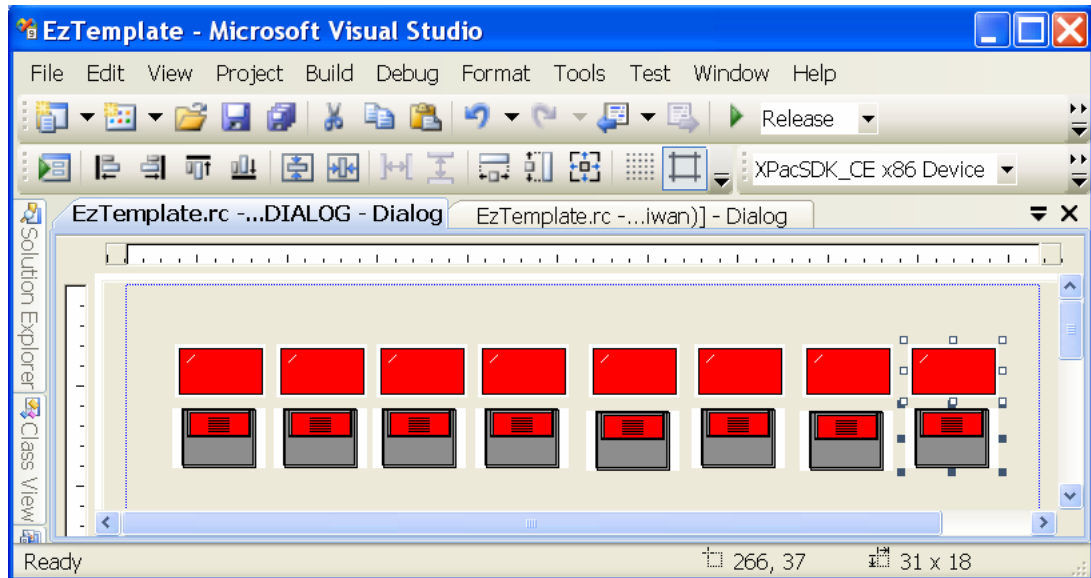 EzTemplate - Microsoft Visual Studio
File Edit View Project Build Debug Format Tools Test Window Help
Release
XPacSDK_CE x86 Device
EzTemplate.rc -...DIALOG - Dialog EzTemplate.rc -...iwan)] - Dialog
Solution Explorer
Class View
Ready 266, 37 31 x 18